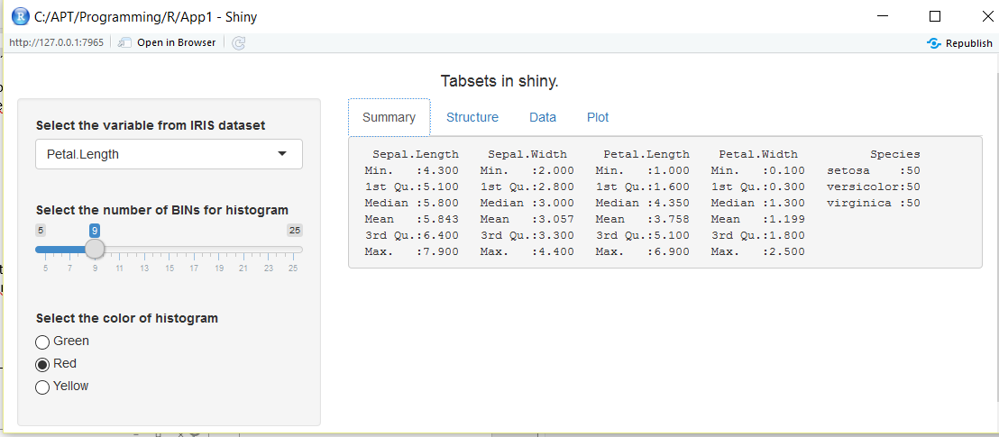 C:/APT/Programming/R/App1 - Shiny
http://127.0.0.1:7965 Open in Browser Republish
Tabsets in shiny.
Select the variable from IRIS dataset
Petal.Length
Select the number of BINs for histogram
5 9 25
5 7 9 11 13 15 17 19 21 23 25
Select the color of histogram
Green
Red
Yellow
Summary Structure Data Plot
Sepal.Length Sepal.Width Petal.Length Petal.Width Species
Min. :4.300 Min. :2.000 Min. :1.000 Min. :0.100 setosa :50
1st Qu.:5.100 1st Qu.:2.800 1st Qu.:1.600 1st Qu.:0.300 versicolor:50
Median :5.800 Median :3.000 Median :4.350 Median :1.300 virginica :50
Mean :5.843 Mean :3.057 Mean :3.758 Mean :1.199
3rd Qu.:6.400 3rd Qu.:3.300 3rd Qu.:5.100 3rd Qu.:1.800
Max. :7.900 Max. :4.400 Max. :6.900 Max. :2.500